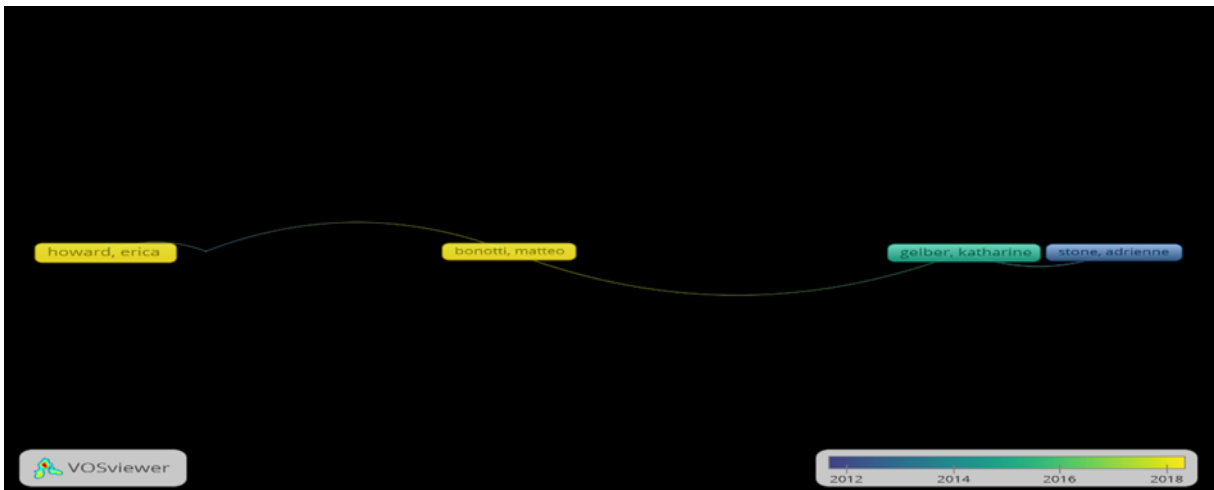 howard, erica
bonotti, matteo
gelber, katharine
stone, adrienne
VOSviewer
2012 2014 2016 2018